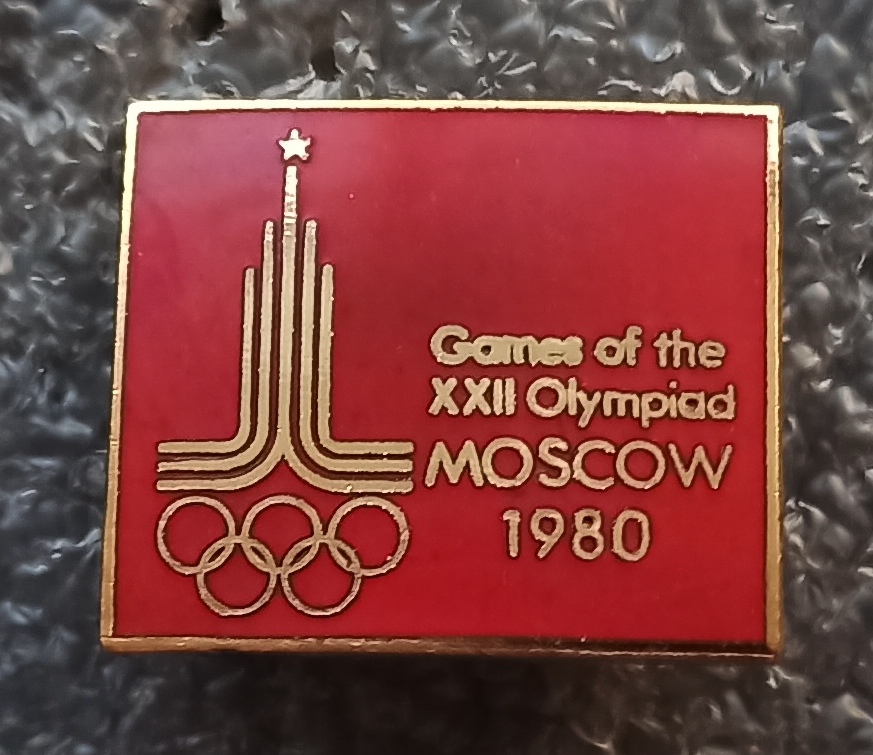 Games of the
XXII Olympiad
MOSCOW
1980